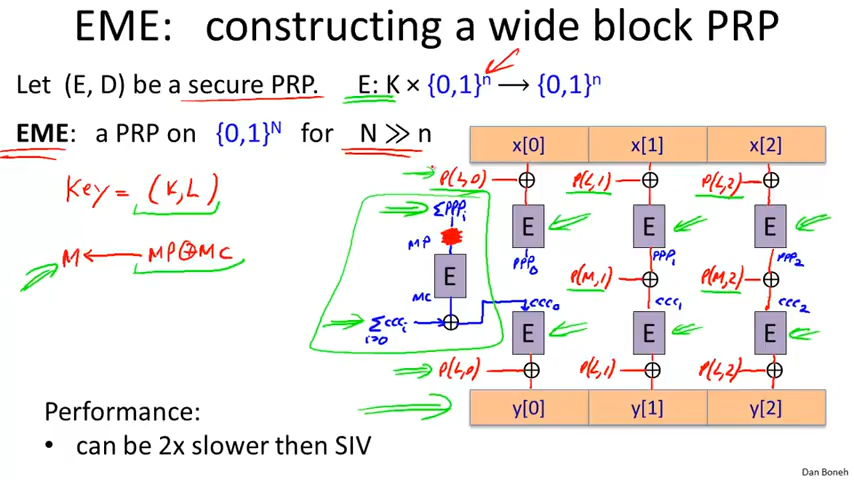 EME: constructing a wide block PRP
Let (E, D) be a secure PRP. E: K × {0,1}ⁿ ⟶ {0,1}ⁿ
EME: a PRP on {0,1}ᴺ for N ≫ n
x[0] x[1] x[2]
Key = (K,L)
P(L,0) ⊕ P(L,1) ⊕ P(L,2) ⊕
ΣPPPᵢ
E E E
M ← MP⊕MC
MP
PPP₀ PPP₁ PPP₂
E
P(M,1) ⊕ P(M,2) ⊕
MC
CCC₀ CCC₁ CCC₂
Σ CCCᵢ ⊕
i=0
E E E
P(L,0) ⊕ P(L,1) ⊕ P(L,2) ⊕
y[0] y[1] y[2]
Performance:
• can be 2x slower then SIV
Dan Boneh